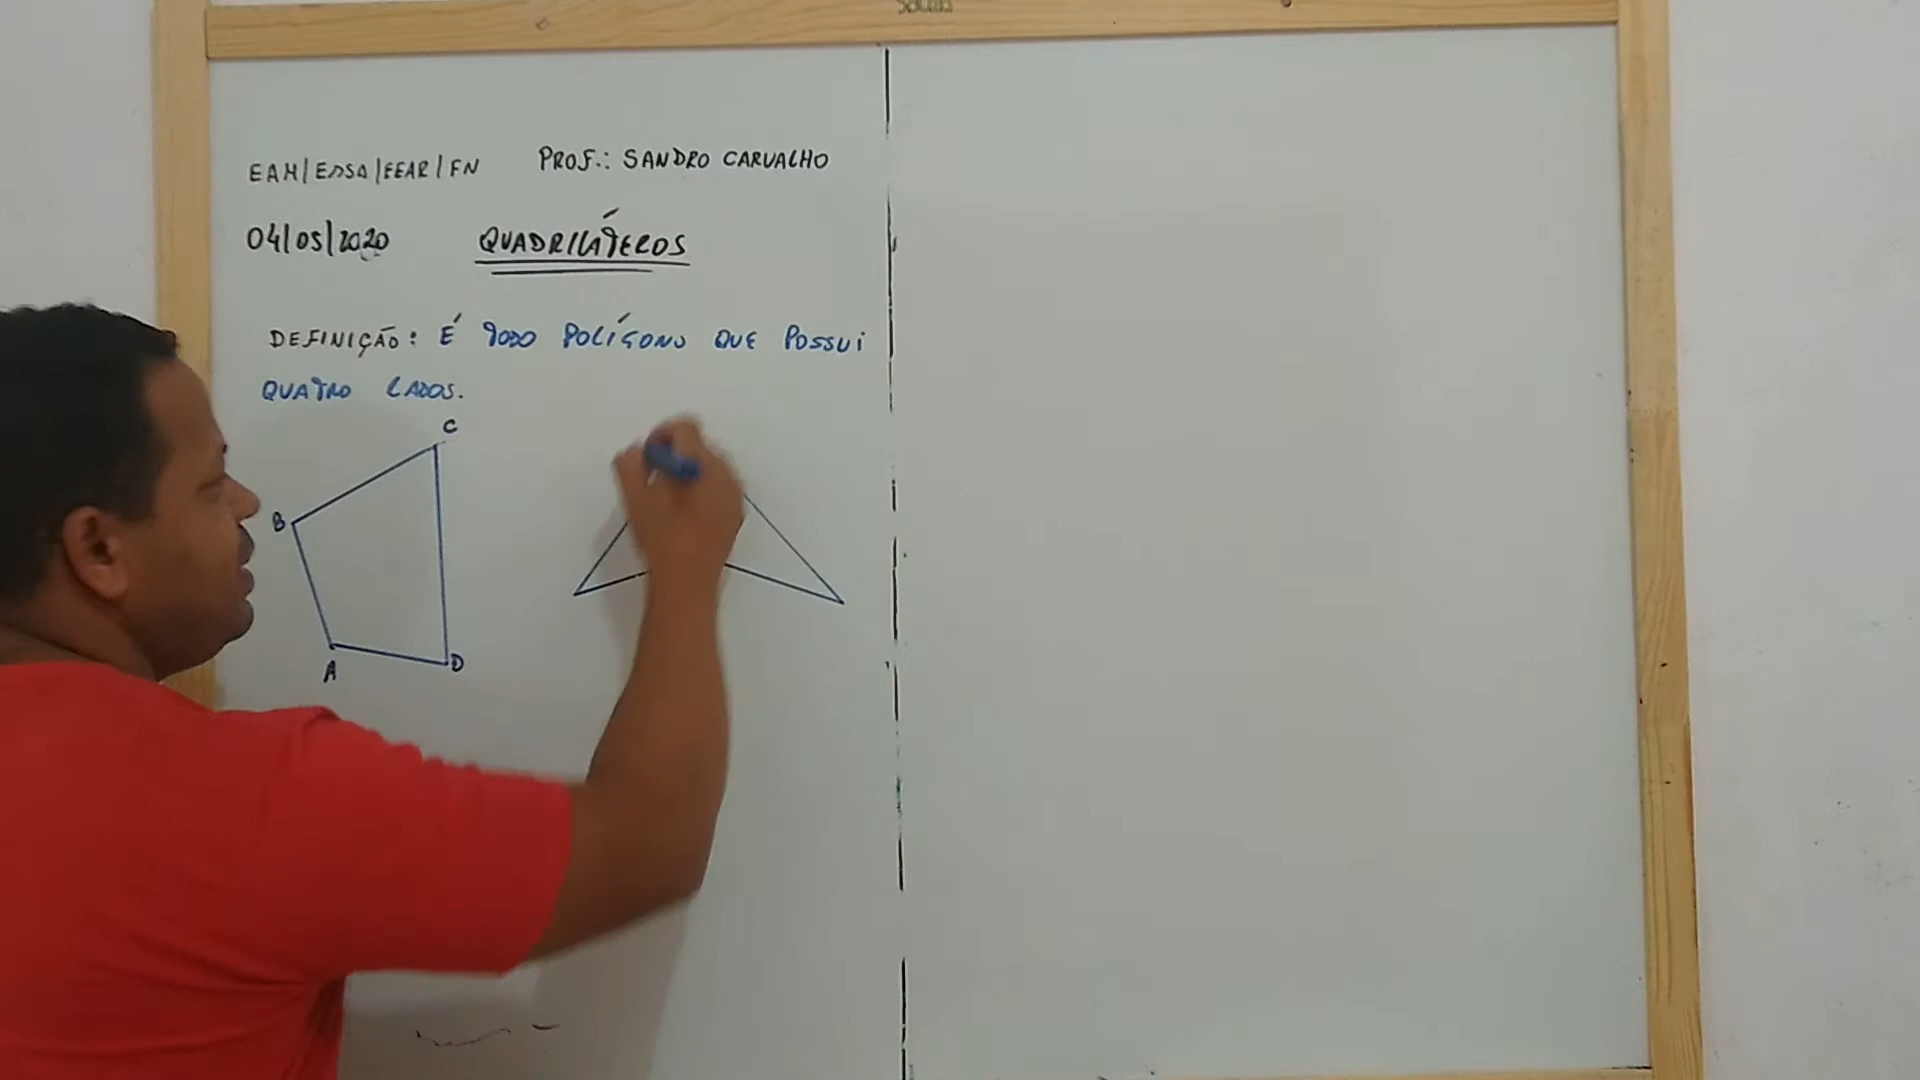 EAM/ESSA/EEAR/FN PROF.: SANDRO CARVALHO
04/05/2020 QUADRILÁTEROS
DEFINIÇÃO: É TODO POLÍGONO QUE POSSUI
QUATRO LADOS.
C
B
A D